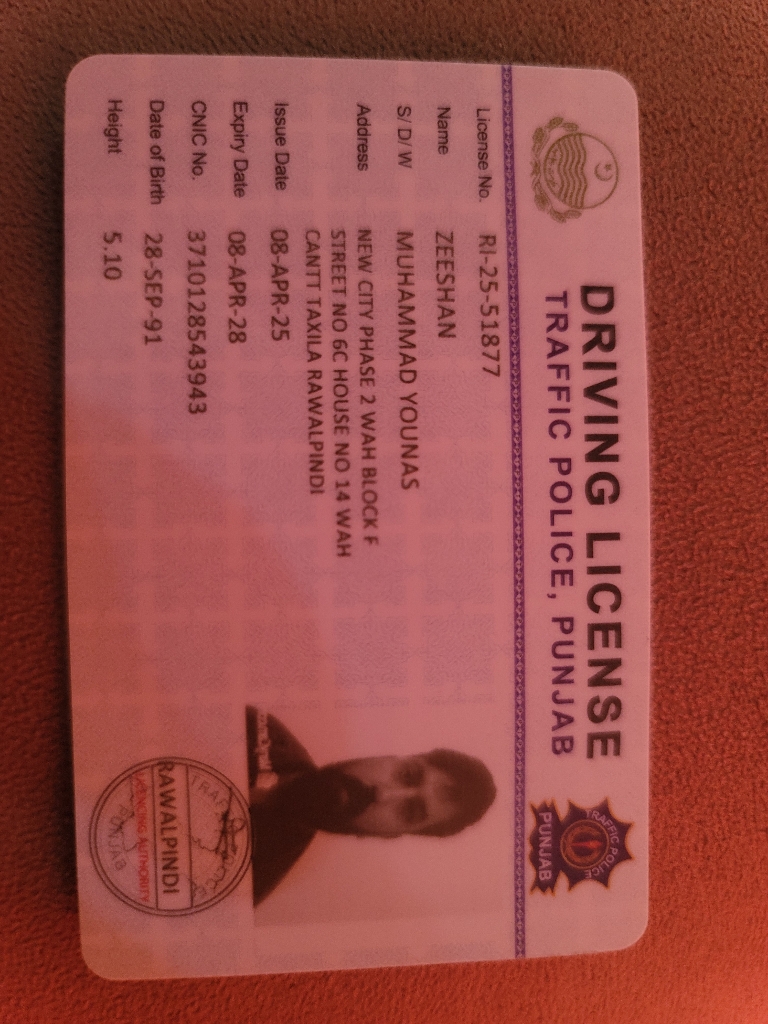 DRIVING LICENSE
TRAFFIC POLICE, PUNJAB
TRAFFIC POLICE
PUNJAB
License No. RI-25-51877
Name ZEESHAN
S/D/W MUHAMMAD YOUNAS
Address NEW CITY PHASE 2 WAH BLOCK F
STREET NO 6C HOUSE NO 14 WAH
CANTT TAXILA RAWALPINDI
Issue Date 08-APR-25
Expiry Date 08-APR-28
CNIC No. 3710128543943
Date of Birth 28-SEP-91
Height 5.10
RAWALPINDI
LICENCING AUTHORITY
PUNJAB